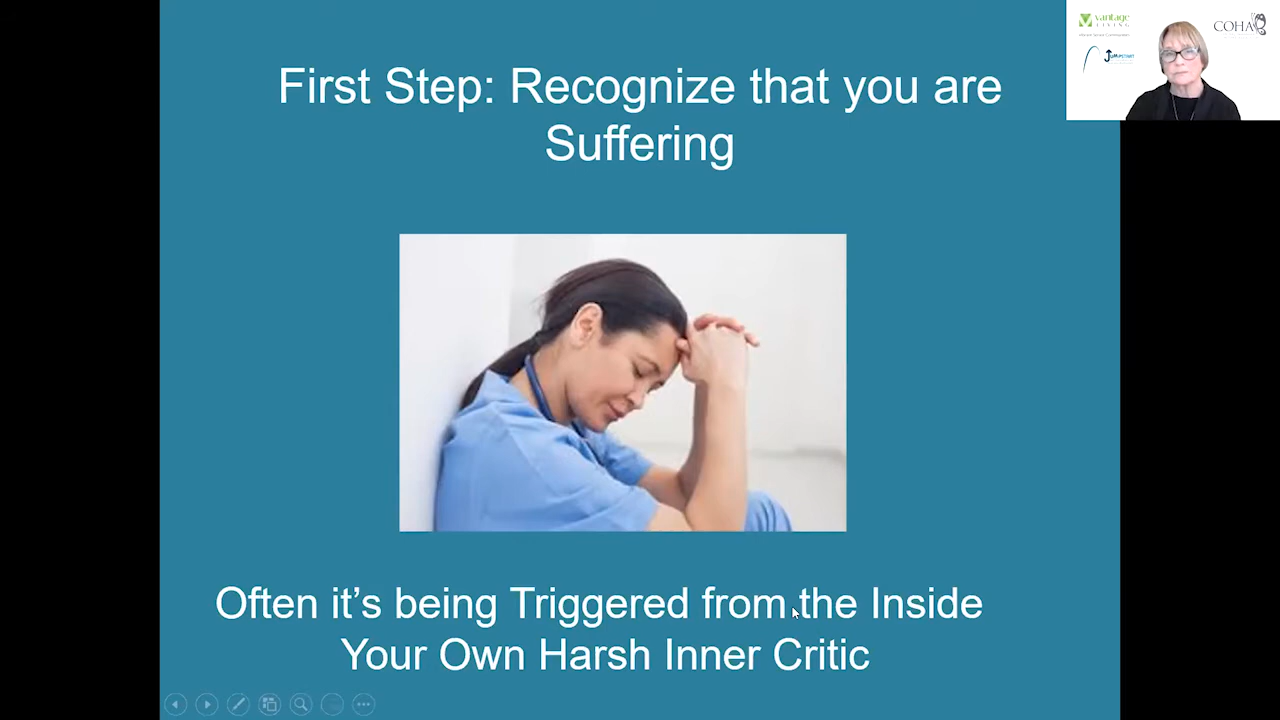 First Step: Recognize that you are
Suffering
Often it's being Triggered from the Inside
Your Own Harsh Inner Critic
vantage
LIVING
COHA